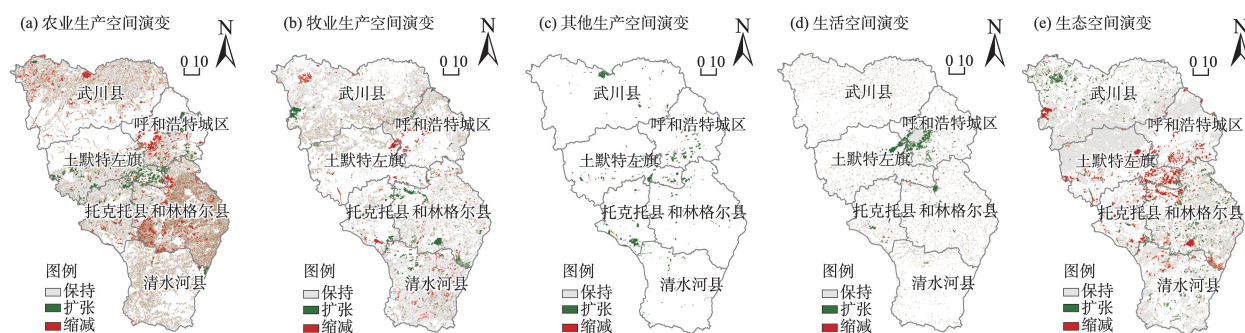 (a) 农业生产空间演变
N
0 10
武川县
呼和浩特城区
土默特左旗
托克托县
和林格尔县
清水河县
图例
保持
扩张
缩减
(b) 牧业生产空间演变
N
0 10
武川县
呼和浩特城区
土默特左旗
托克托县
和林格尔县
清水河县
图例
保持
扩张
缩减
(c) 其他生产空间演变
N
0 10
武川县
呼和浩特城区
土默特左旗
托克托县
和林格尔县
清水河县
图例
保持
扩张
缩减
(d) 生活空间演变
N
0 10
武川县
呼和浩特城区
土默特左旗
托克托县
和林格尔县
清水河县
图例
保持
扩张
缩减
(e) 生态空间演变
N
0 10
武川县
呼和浩特城区
土默特左旗
托克托县
和林格尔县
清水河县
图例
保持
扩张
缩减